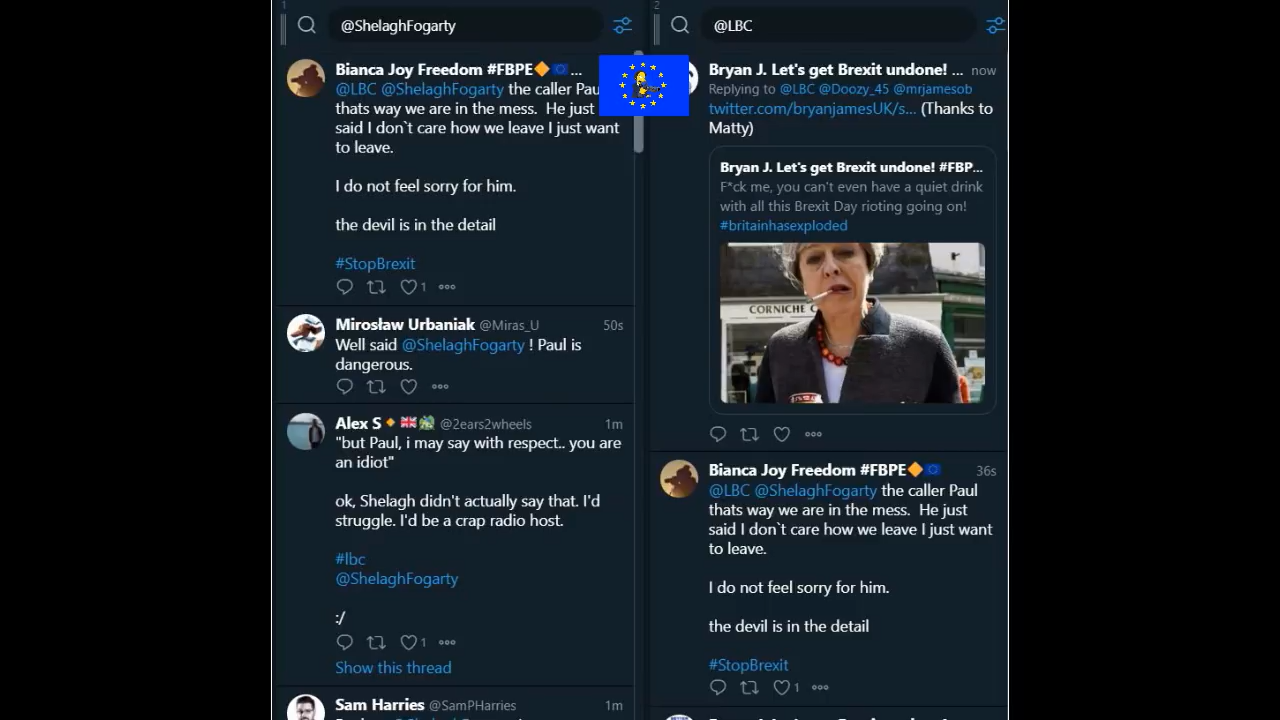 1
@ShelaghFogarty
Bianca Joy Freedom #FBPE🔶🇪🇺 ...
@LBC @ShelaghFogarty the caller Pau
thats way we are in the mess.  He just
said I don`t care how we leave I just want
to leave.
I do not feel sorry for him.
the devil is in the detail
#StopBrexit
1
Mirosław Urbaniak @Miras_U 50s
Well said @ShelaghFogarty ! Paul is
dangerous.
Alex S🔸🇬🇧 @2ears2wheels 1m
"but Paul, i may say with respect.. you are
an idiot"
ok, Shelagh didn't actually say that. I'd
struggle. I'd be a crap radio host.
#lbc
@ShelaghFogarty
:/
1
Show this thread
Sam Harries @SamPHarries 1m
2
@LBC
Bryan J. Let's get Brexit undone! ... now
Replying to @LBC @Doozy_45 @mrjamesob
twitter.com/bryanjamesUK/s... (Thanks to
Matty)
Bryan J. Let's get Brexit undone! #FBP...
F*ck me, you can't even have a quiet drink
with all this Brexit Day rioting going on!
#britainhasexploded
CORNICHE C
Bianca Joy Freedom #FBPE🔶🇪🇺 36s
@LBC @ShelaghFogarty the caller Paul
thats way we are in the mess.  He just
said I don`t care how we leave I just want
to leave.
I do not feel sorry for him.
the devil is in the detail
#StopBrexit
1